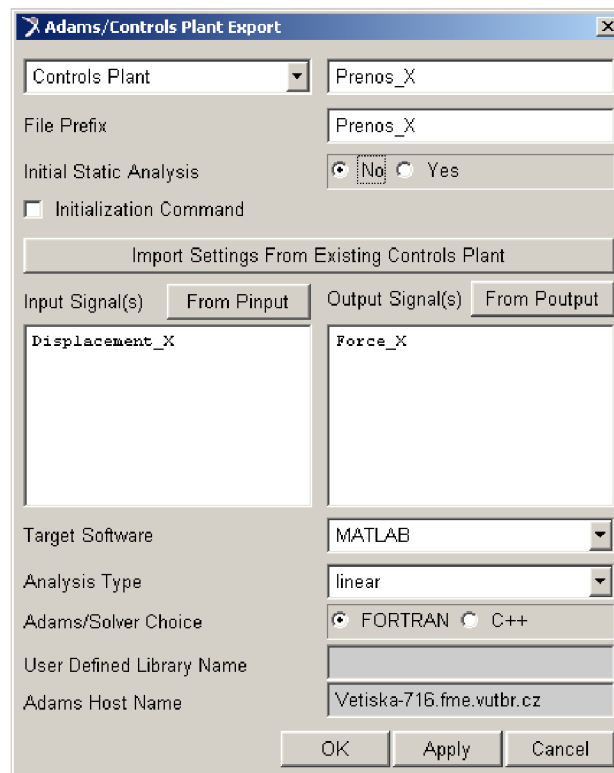 Adams/Controls Plant Export
Controls Plant Prenos_X
File Prefix Prenos_X
Initial Static Analysis No Yes
Initialization Command
Import Settings From Existing Controls Plant
Input Signal(s) From Pinput Output Signal(s) From Poutput
Displacement_X Force_X
Target Software MATLAB
Analysis Type linear
Adams/Solver Choice FORTRAN C++
User Defined Library Name
Adams Host Name Vetiska-716.fme.vutbr.cz
OK Apply Cancel